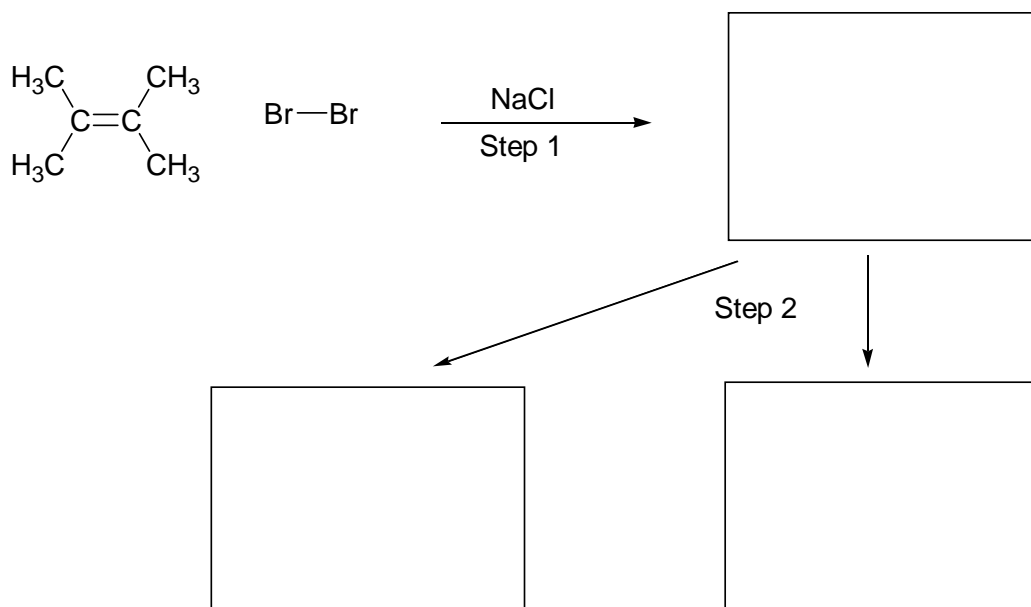 H3C CH3
C=C
H3C CH3
Br—Br
NaCl
Step 1
Step 2